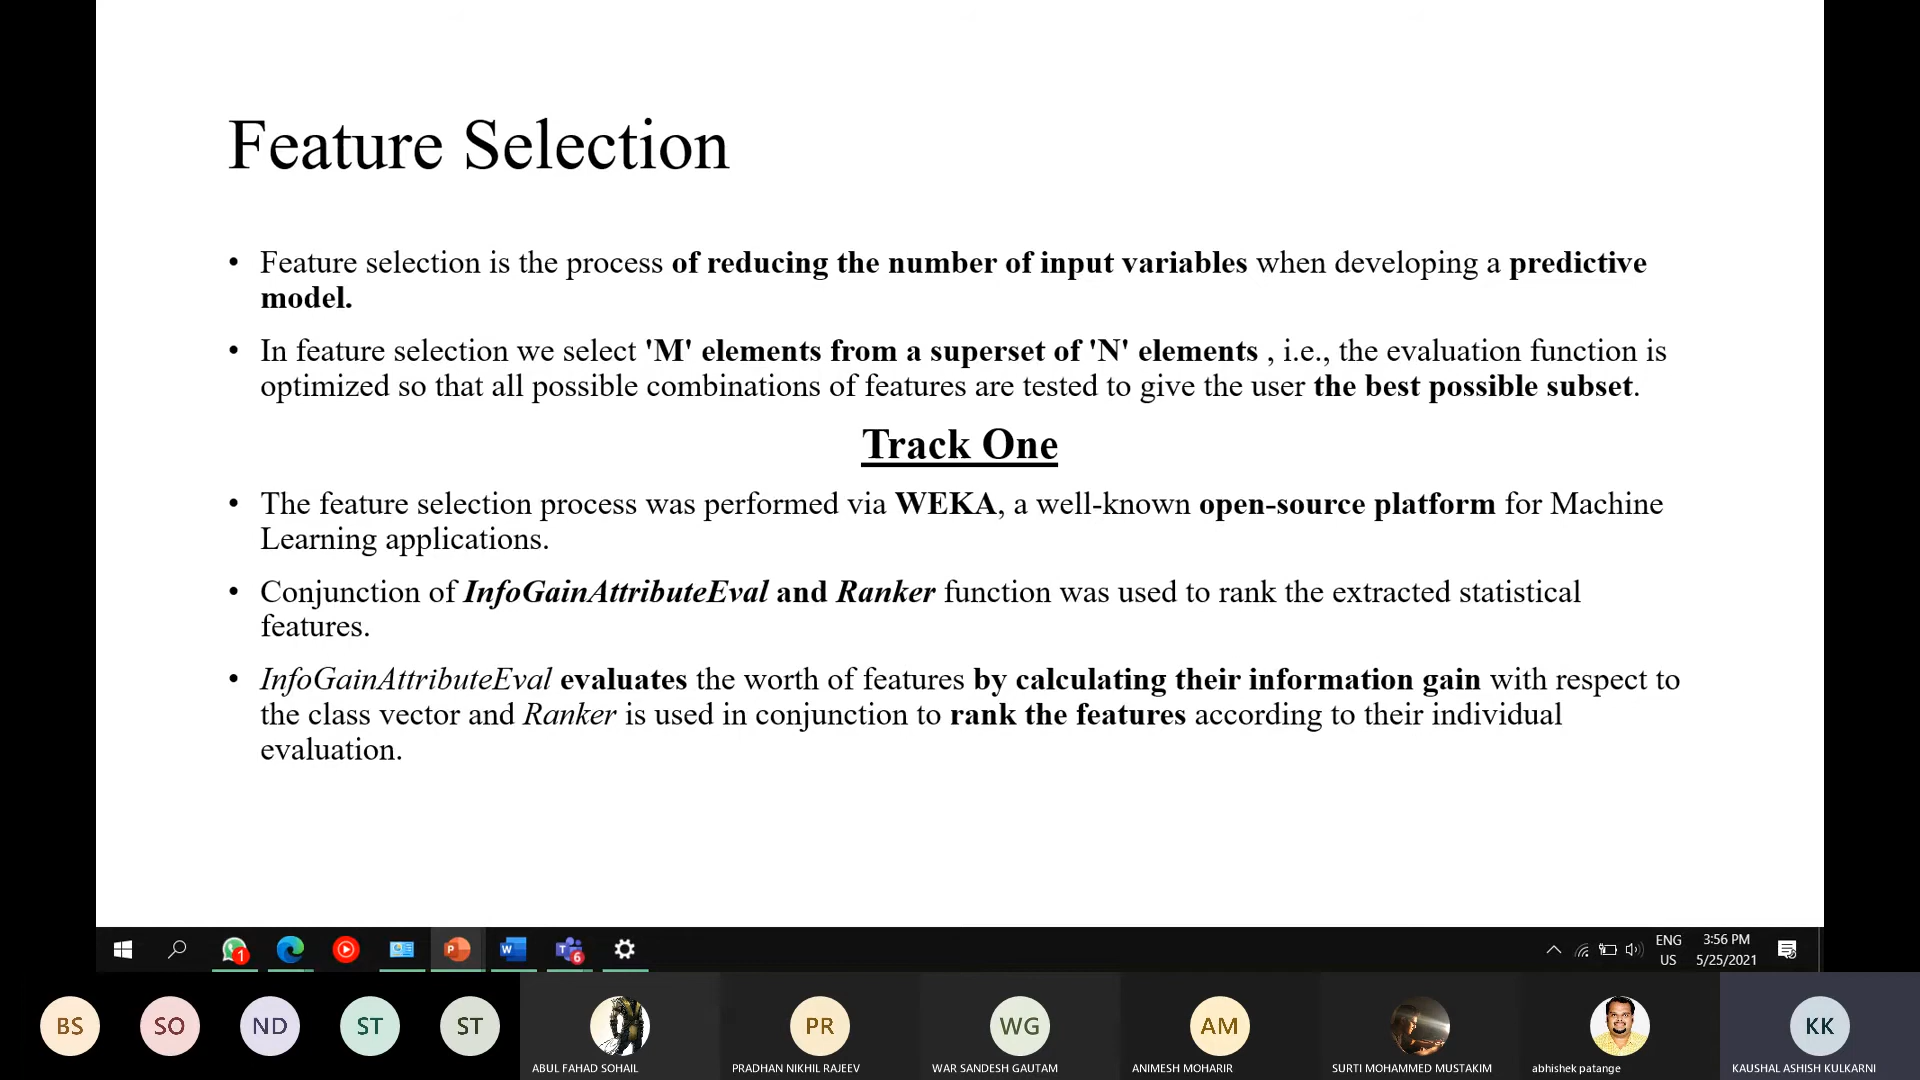 Feature Selection
• Feature selection is the process of reducing the number of input variables when developing a predictive
model.
• In feature selection we select 'M' elements from a superset of 'N' elements , i.e., the evaluation function is
optimized so that all possible combinations of features are tested to give the user the best possible subset.
Track One
• The feature selection process was performed via WEKA, a well-known open-source platform for Machine
Learning applications.
• Conjunction of InfoGainAttributeEval and Ranker function was used to rank the extracted statistical
features.
• InfoGainAttributeEval evaluates the worth of features by calculating their information gain with respect to
the class vector and Ranker is used in conjunction to rank the features according to their individual
evaluation.
1
P
W
T
6
ENG
US
3:56 PM
5/25/2021
BS
SO
ND
ST
ST
PR
WG
AM
KK
ABUL FAHAD SOHAIL
PRADHAN NIKHIL RAJEEV
WAR SANDESH GAUTAM
ANIMESH MOHARIR
SURTI MOHAMMED MUSTAKIM
abhishek patange
KAUSHAL ASHISH KULKARNI